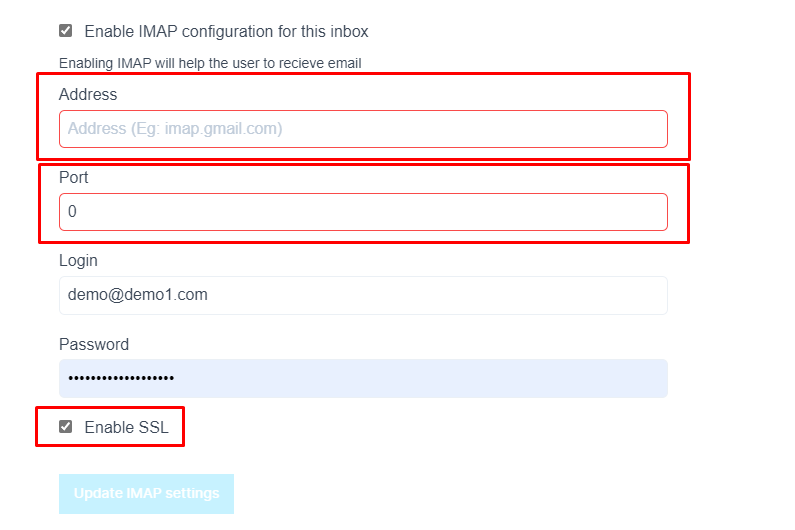 Enable IMAP configuration for this inbox
Enabling IMAP will help the user to recieve email
Address
Address (Eg: imap.gmail.com)
Port
0
Login
demo@demo1.com
Password
•••••••••••••••••••
Enable SSL
Update IMAP settings